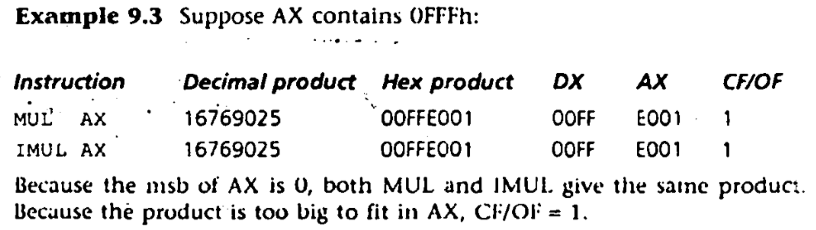 Example 9.3 Suppose AX contains 0FFFh:
Instruction Decimal product Hex product DX AX CF/OF
MUL AX 16769025 00FFE001 00FF E001 1
IMUL AX 16769025 00FFE001 00FF E001 1
Because the msb of AX is 0, both MUL and IMUL give the same product.
Because the product is too big to fit in AX, CF/OF = 1.